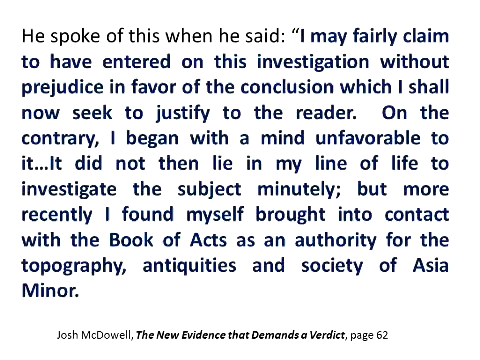 He spoke of this when he said: “I may fairly claim
to have entered on this investigation without
prejudice in favor of the conclusion which I shall
now seek to justify to the reader. On the
contrary, I began with a mind unfavorable to
it…It did not then lie in my line of life to
investigate the subject minutely; but more
recently I found myself brought into contact
with the Book of Acts as an authority for the
topography, antiquities and society of Asia
Minor.
Josh McDowell, The New Evidence that Demands a Verdict, page 62